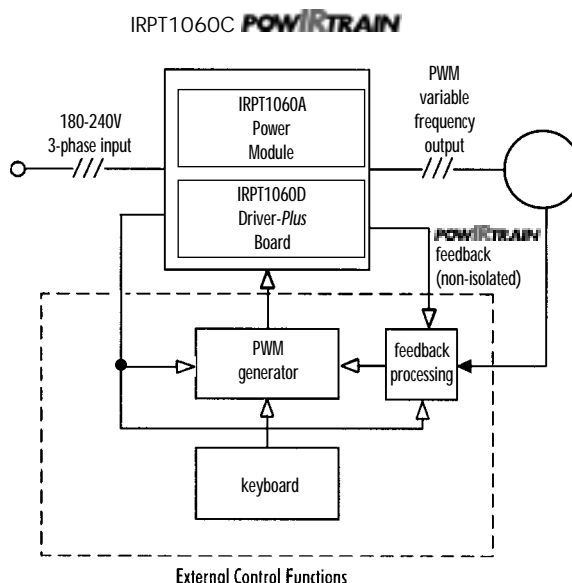 IRPT1060C POWIRTRAIN
180-240V
3-phase input
IRPT1060A
Power
Module
IRPT1060D
Driver-Plus
Board
PWM
variable
frequency
output
POWIRTRAIN
feedback
(non-isolated)
PWM
generator
feedback
processing
keyboard
External Control Functions